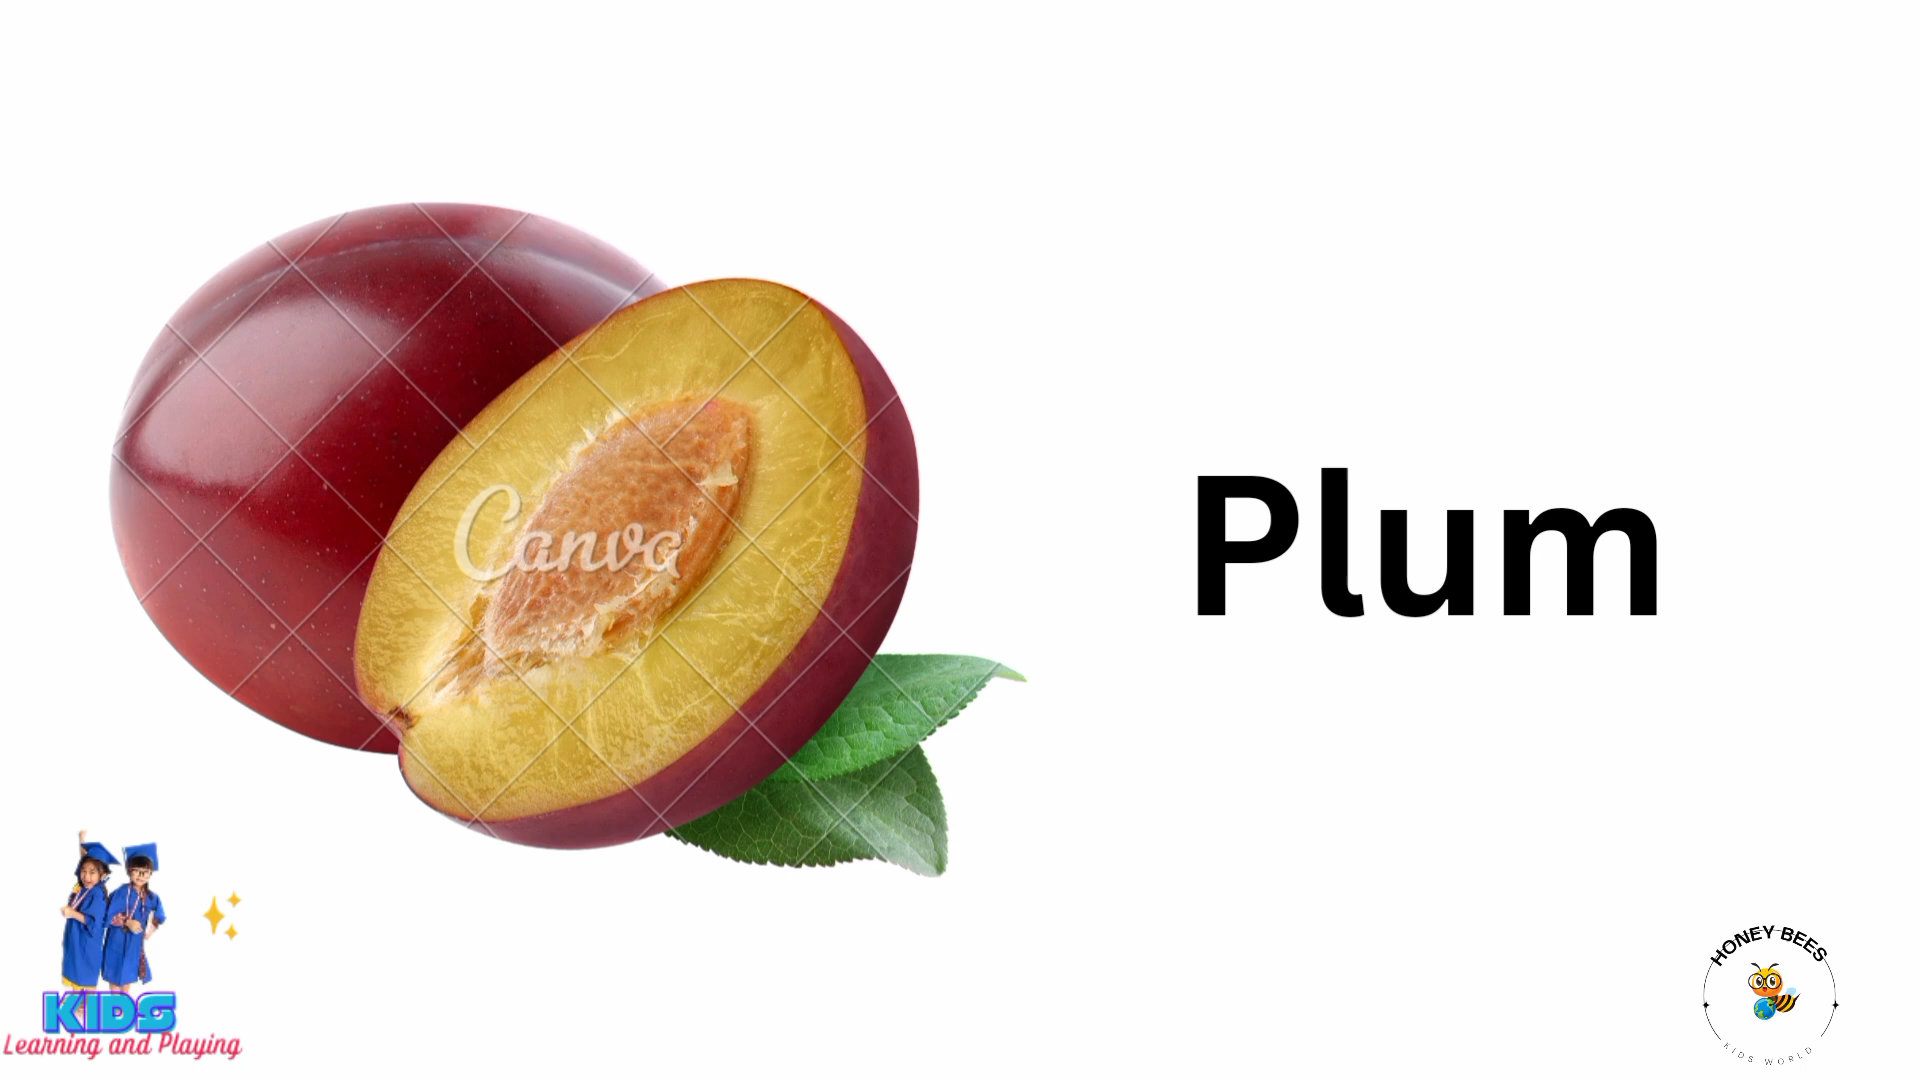 Canva
Plum
KIDS
Learning and Playing
HONEY BEES
KIDS WORLD